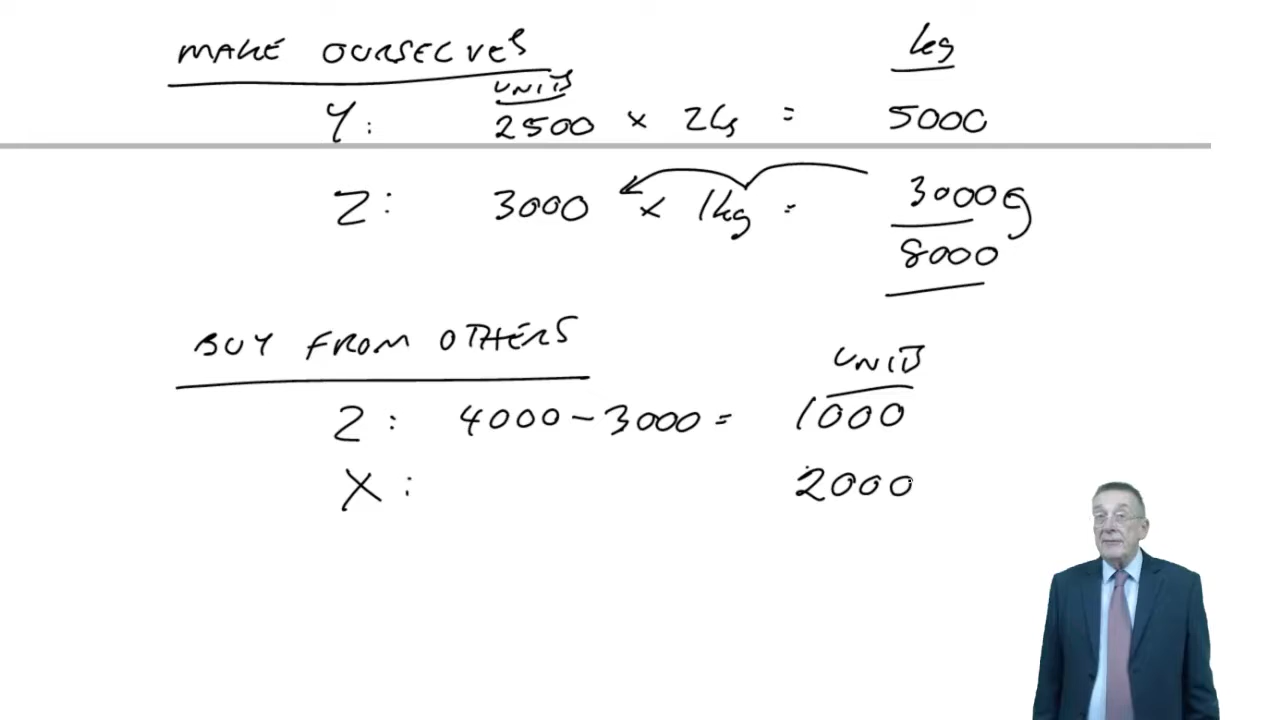 MAKE OURSELVES kg
UNITS
Y: 2500 × 2kg = 5000
Z: 3000 × 1kg = 3000
8000
BUY FROM OTHERS UNITS
Z: 4000 - 3000 = 1000
X: 2000